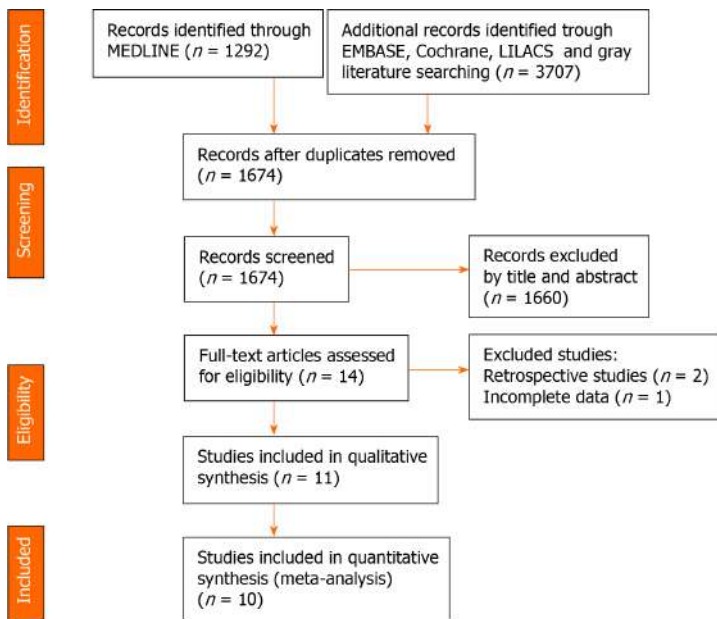 Identification
Records identified through
MEDLINE (n = 1292)
Additional records identified trough
EMBASE, Cochrane, LILACS and gray
literature searching (n = 3707)
Records after duplicates removed
(n = 1674)
Screening
Records screened
(n = 1674)
Records excluded
by title and abstract
(n = 1660)
Eligibility
Full-text articles assessed
for eligibility (n = 14)
Excluded studies:
Retrospective studies (n = 2)
Incomplete data (n = 1)
Studies included in qualitative
synthesis (n = 11)
Included
Studies included in quantitative
synthesis (meta-analysis)
(n = 10)